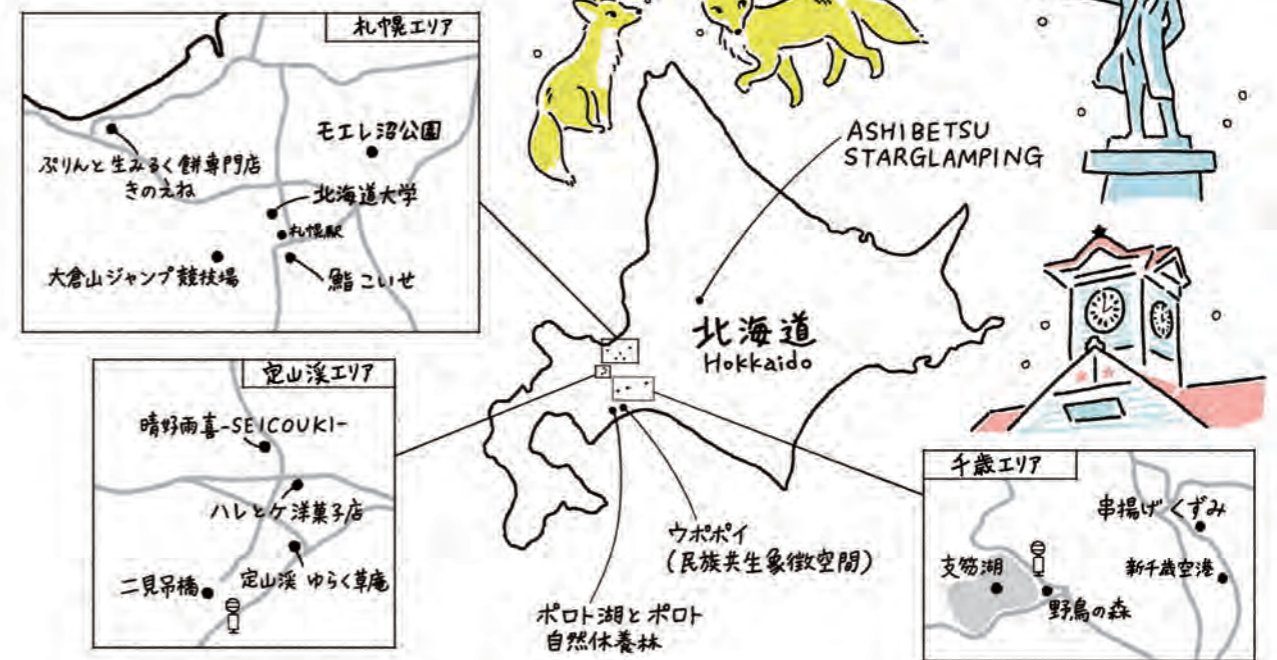 札幌エリア
モエレ沼公園
ぷりんと生みるく餅専門店
きのえね
北海道大学
札幌駅
大倉山ジャンプ競技場
鮨こいせ
ASHIBETSU
STARGLAMPING
北海道
Hokkaido
定山渓エリア
晴好雨喜-SEICOUKI-
ハレとケ洋菓子店
二見吊橋
定山渓 ゆらく草庵
ウポポイ
(民族共生象徴空間)
ポロト湖とポロト
自然休養林
千歳エリア
串揚げ くずみ
支笏湖
新千歳空港
野鳥の森